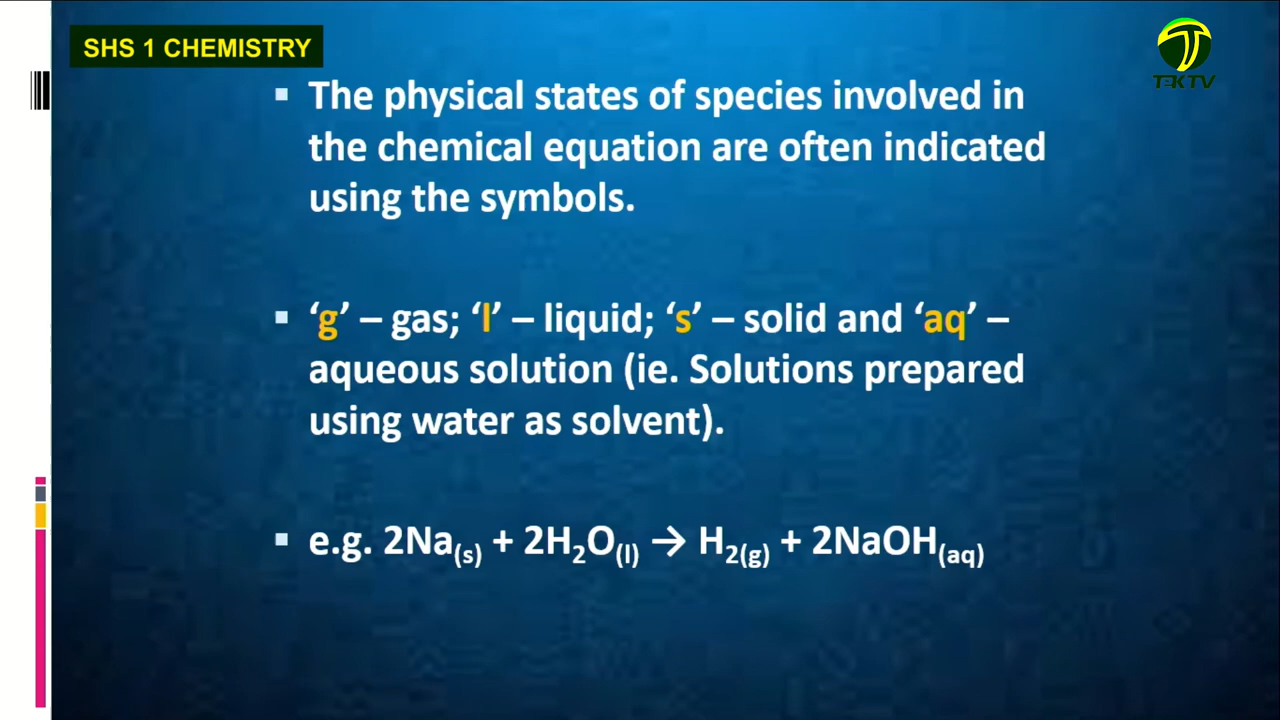 SHS 1 CHEMISTRY
TEK TV
▪ The physical states of species involved in
the chemical equation are often indicated
using the symbols.
▪ ‘g’ – gas; ‘l’ – liquid; ‘s’ – solid and ‘aq’ –
aqueous solution (ie. Solutions prepared
using water as solvent).
▪ e.g. 2Na(s) + 2H₂O(l) → H₂(g) + 2NaOH(aq)